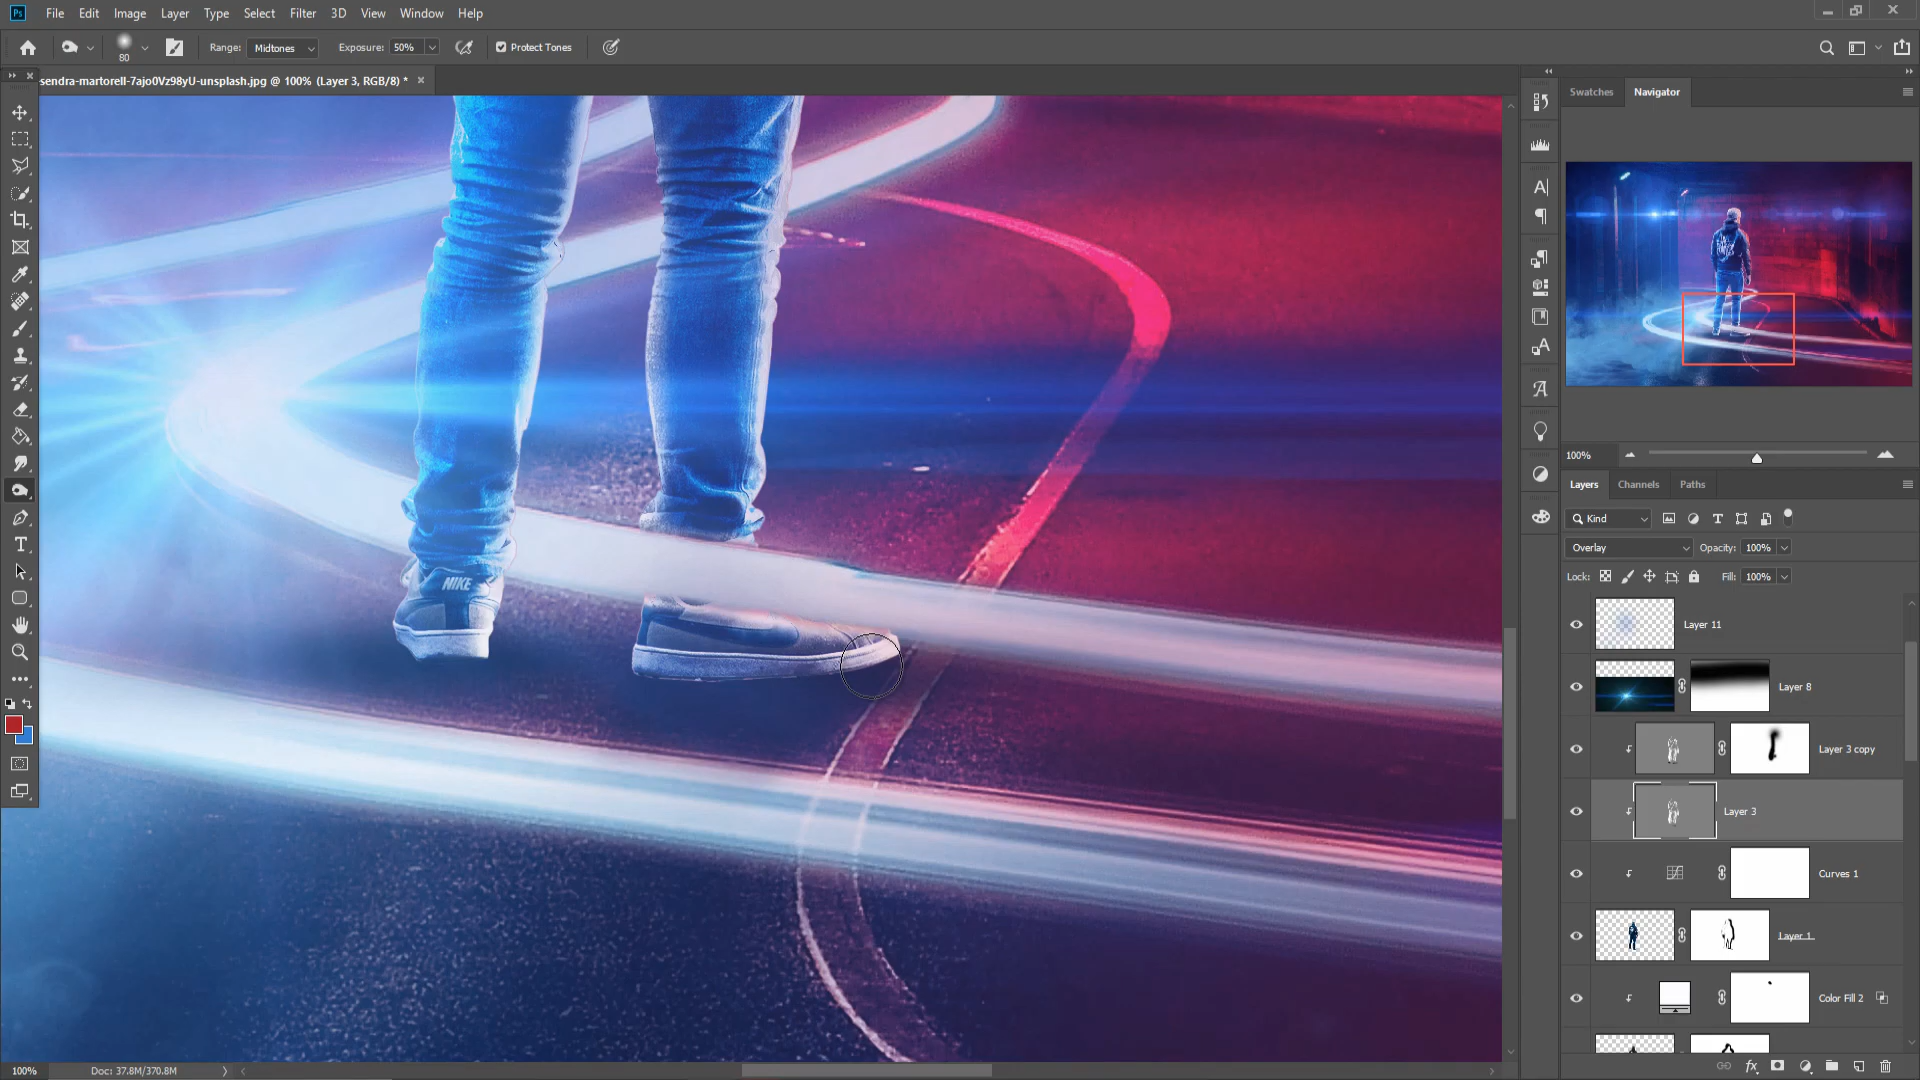 Ps File Edit Image Layer Type Select Filter 3D View Window Help
80 Range: Midtones Exposure: 50% Protect Tones
sendra-martorell-7ajo0Vz98yU-unsplash.jpg @ 100% (Layer 3, RGB/8) *
Swatches Navigator
100%
Layers Channels Paths
Kind
Overlay Opacity: 100%
Lock: Fill: 100%
Layer 11
Layer 8
Layer 3 copy
Layer 3
Curves 1
Layer 1
Color Fill 2
NIKE
100% Doc: 37.8M/370.8M